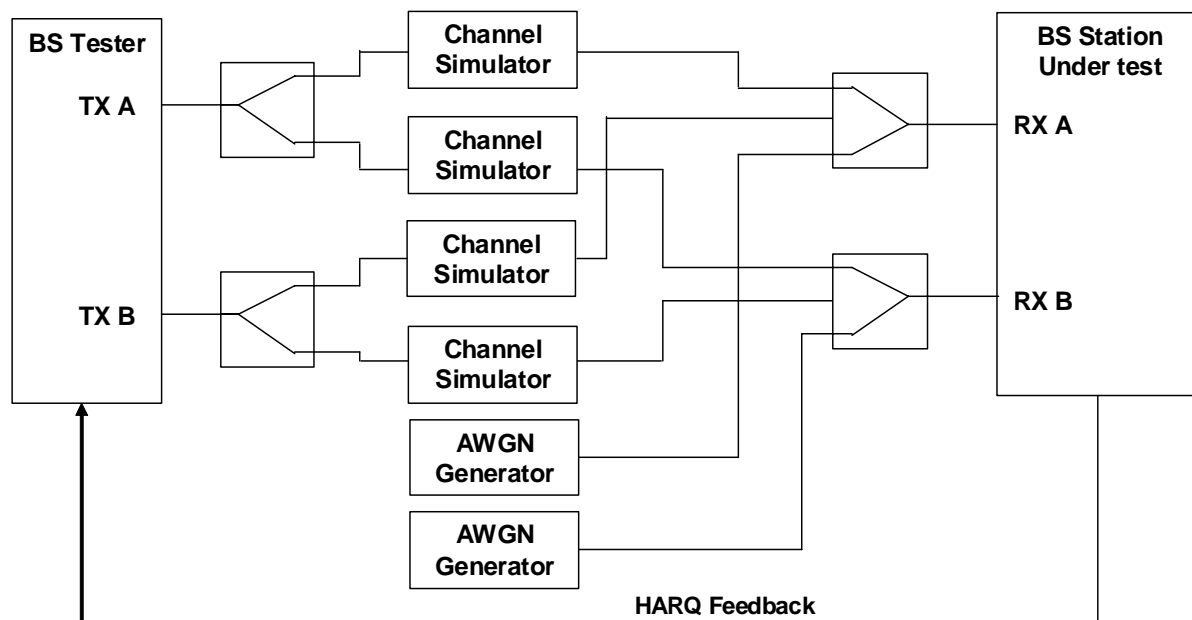 BS Tester
TX A
TX B
Channel
Simulator
Channel
Simulator
Channel
Simulator
Channel
Simulator
AWGN
Generator
AWGN
Generator
BS Station
Under test
RX A
RX B
HARQ Feedback